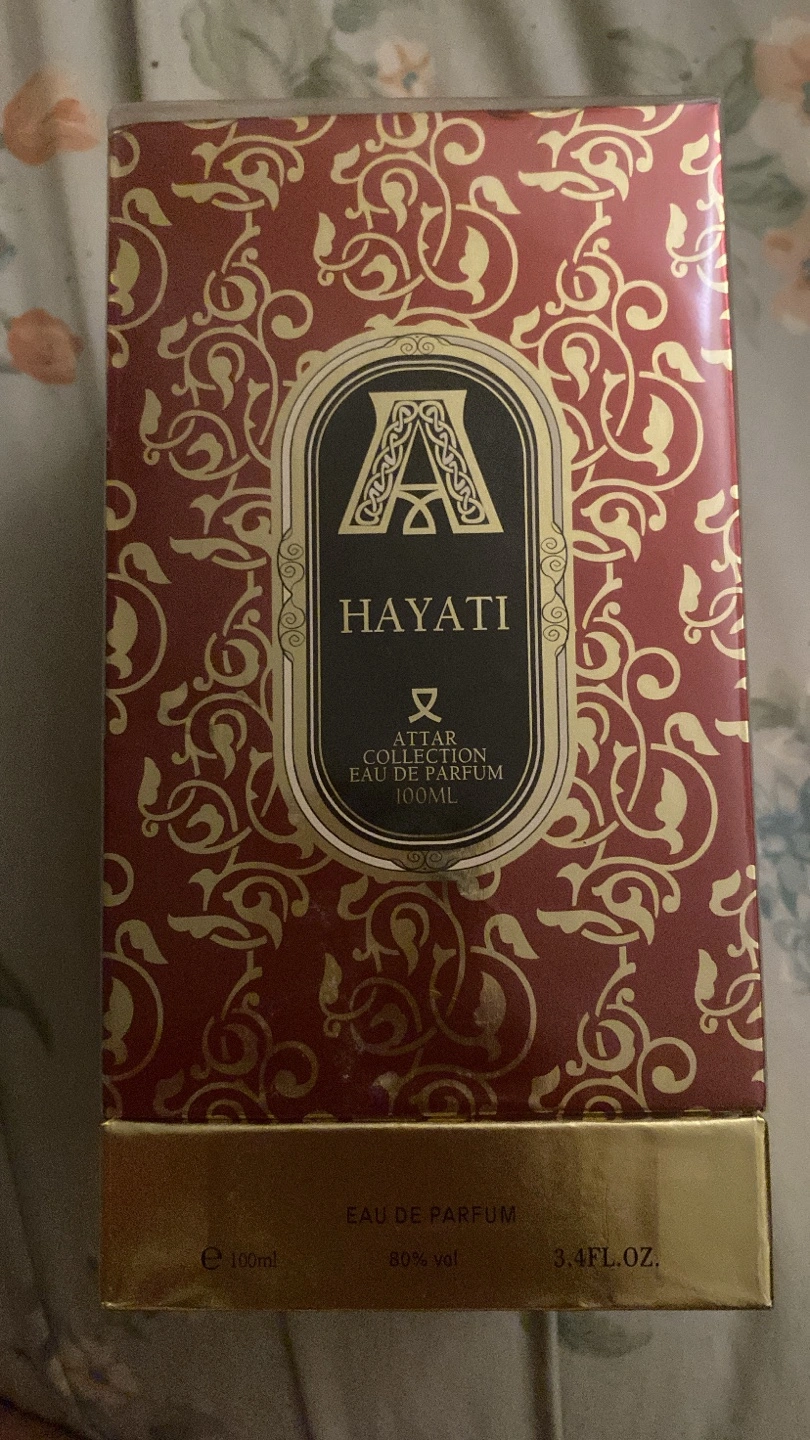 A
HAYATI
ATTAR
COLLECTION
EAU DE PARFUM
100ML
EAU DE PARFUM
℮ 100ml 80% vol 3.4FL.OZ.